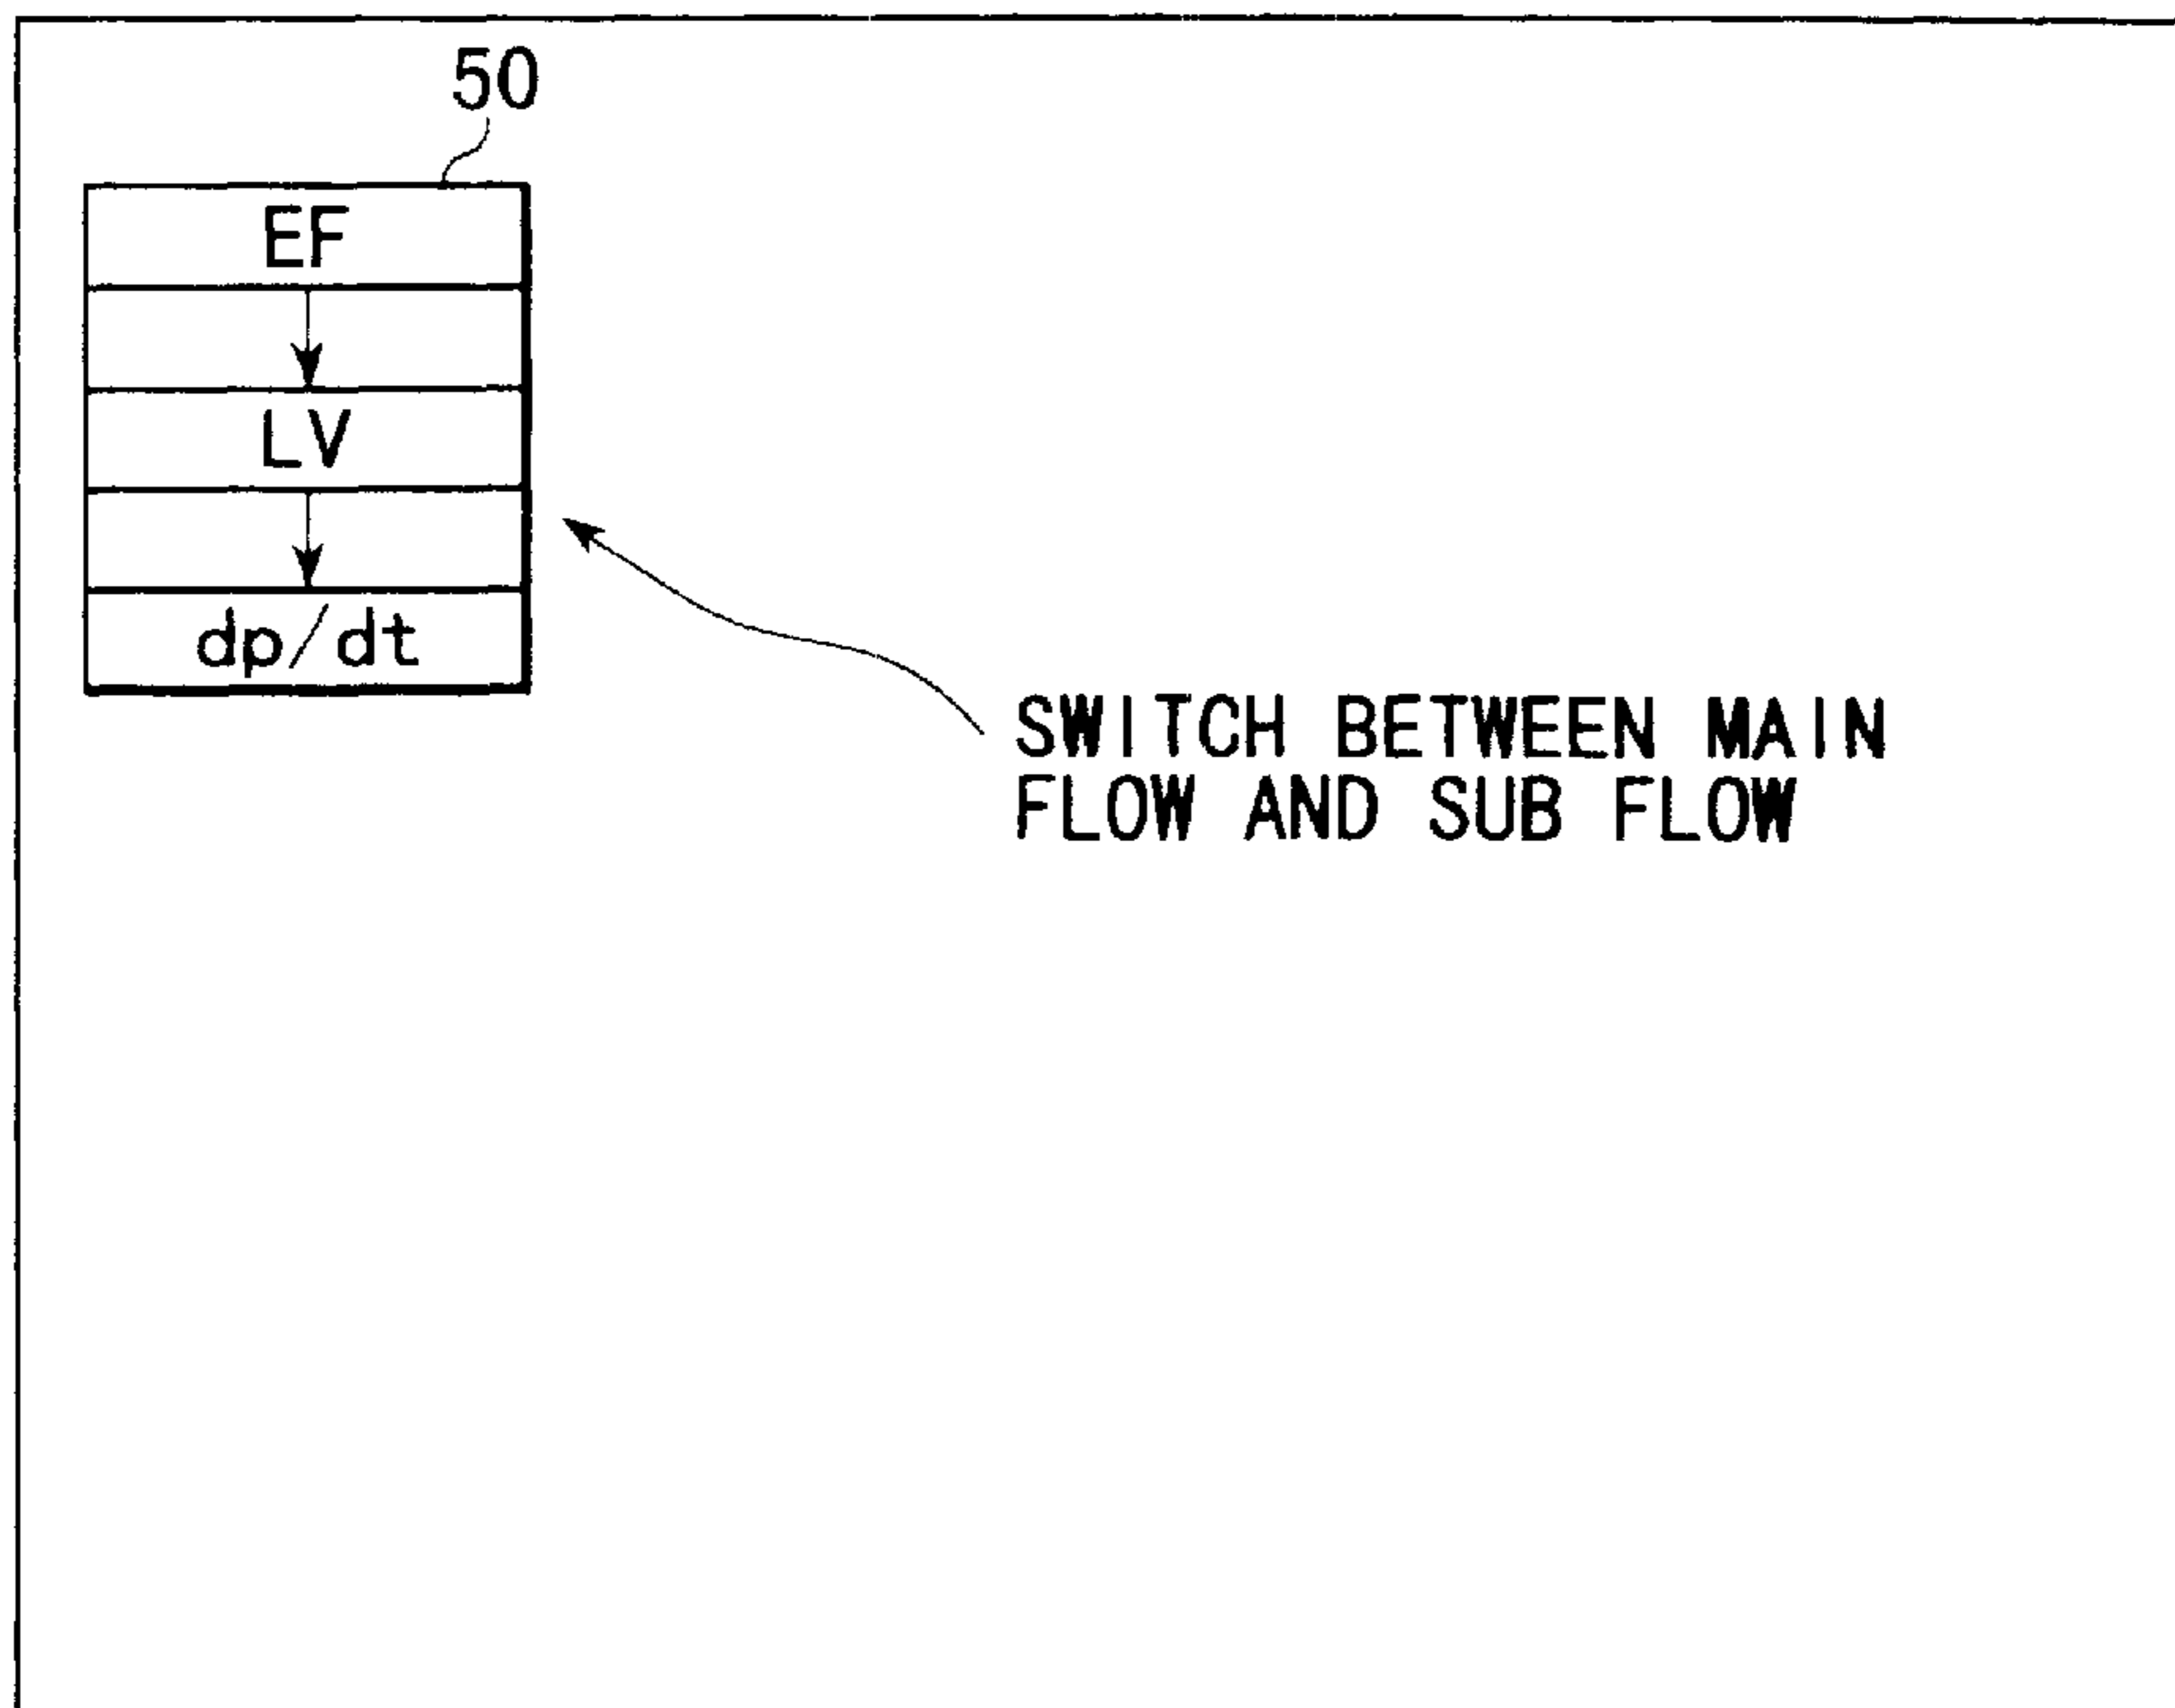 50
EF
LV
dp/dt
SWITCH BETWEEN MAIN
FLOW AND SUB FLOW